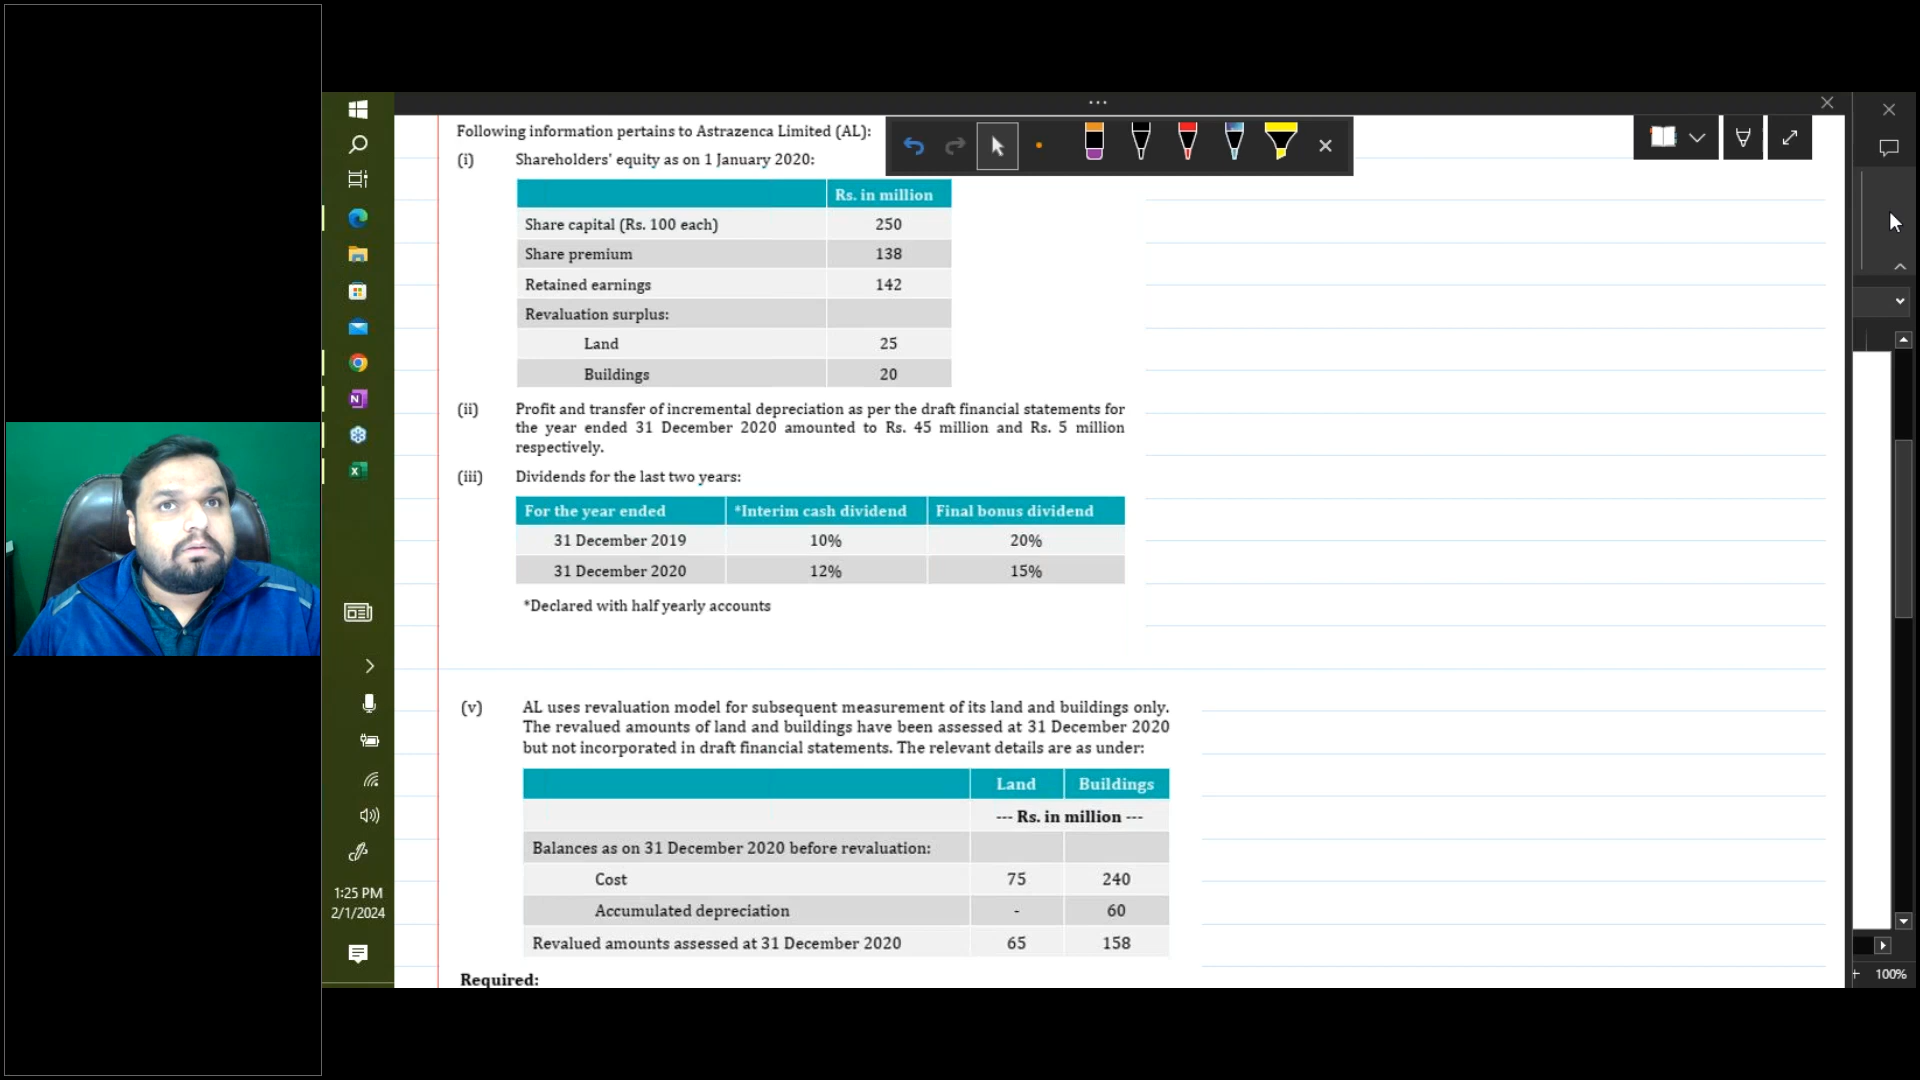 Following information pertains to Astrazenca Limited (AL):
(i) Shareholders' equity as on 1 January 2020:
Rs. in million
Share capital (Rs. 100 each) 250
Share premium 138
Retained earnings 142
Revaluation surplus:
Land 25
Buildings 20
(ii) Profit and transfer of incremental depreciation as per the draft financial statements for
the year ended 31 December 2020 amounted to Rs. 45 million and Rs. 5 million
respectively.
(iii) Dividends for the last two years:
For the year ended *Interim cash dividend Final bonus dividend
31 December 2019 10% 20%
31 December 2020 12% 15%
*Declared with half yearly accounts
(v) AL uses revaluation model for subsequent measurement of its land and buildings only.
The revalued amounts of land and buildings have been assessed at 31 December 2020
but not incorporated in draft financial statements. The relevant details are as under:
Land Buildings
--- Rs. in million ---
Balances as on 31 December 2020 before revaluation:
Cost 75 240
Accumulated depreciation - 60
Revalued amounts assessed at 31 December 2020 65 158
Required:
1:25 PM
2/1/2024
100%